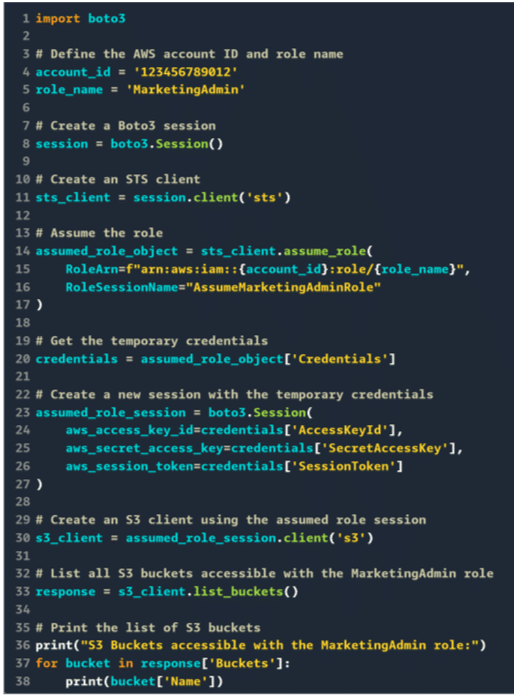 1 import boto3
2
3 # Define the AWS account ID and role name
4 account_id = '123456789012'
5 role_name = 'MarketingAdmin'
6
7 # Create a Boto3 session
8 session = boto3.Session()
9
10 # Create an STS client
11 sts_client = session.client('sts')
12
13 # Assume the role
14 assumed_role_object = sts_client.assume_role(
15     RoleArn=f"arn:aws:iam::{account_id}:role/{role_name}",
16     RoleSessionName="AssumeMarketingAdminRole"
17 )
18
19 # Get the temporary credentials
20 credentials = assumed_role_object['Credentials']
21
22 # Create a new session with the temporary credentials
23 assumed_role_session = boto3.Session(
24     aws_access_key_id=credentials['AccessKeyId'],
25     aws_secret_access_key=credentials['SecretAccessKey'],
26     aws_session_token=credentials['SessionToken']
27 )
28
29 # Create an S3 client using the assumed role session
30 s3_client = assumed_role_session.client('s3')
31
32 # List all S3 buckets accessible with the MarketingAdmin role
33 response = s3_client.list_buckets()
34
35 # Print the list of S3 buckets
36 print("S3 Buckets accessible with the MarketingAdmin role:")
37 for bucket in response['Buckets']:
38     print(bucket['Name'])